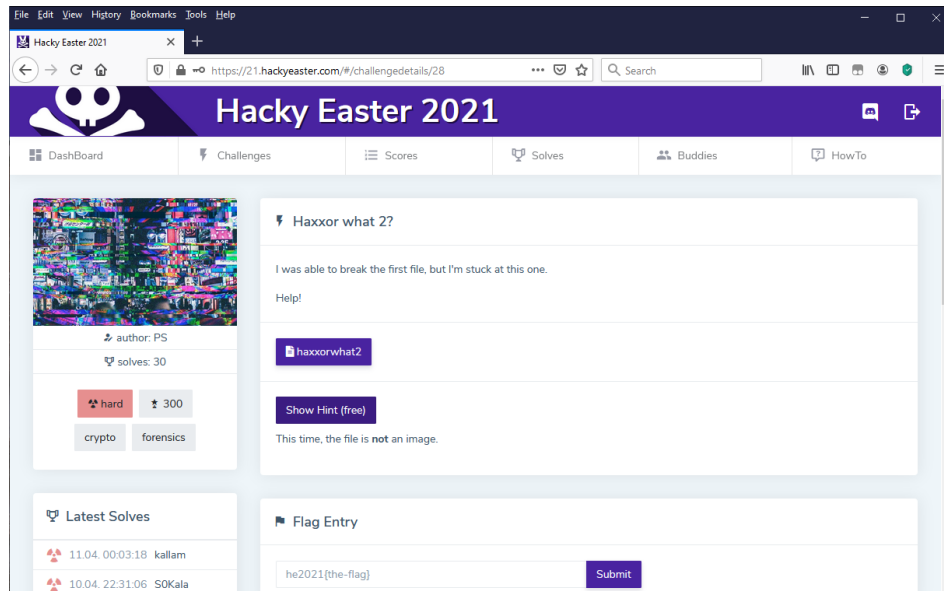 File Edit View History Bookmarks Tools Help
Hacky Easter 2021
https://21.hackyeaster.com/#/challengedetails/28
Search
Hacky Easter 2021
DashBoard Challenges Scores Solves Buddies HowTo
Haxxor what 2?
I was able to break the first file, but I'm stuck at this one.
Help!
author: PS
solves: 30
haxxorwhat2
hard 300
crypto forensics
Show Hint (free)
This time, the file is not an image.
Latest Solves
11.04. 00:03:18 kallam
10.04. 22:31:06 S0Kala
Flag Entry
he2021{the-flag}
Submit